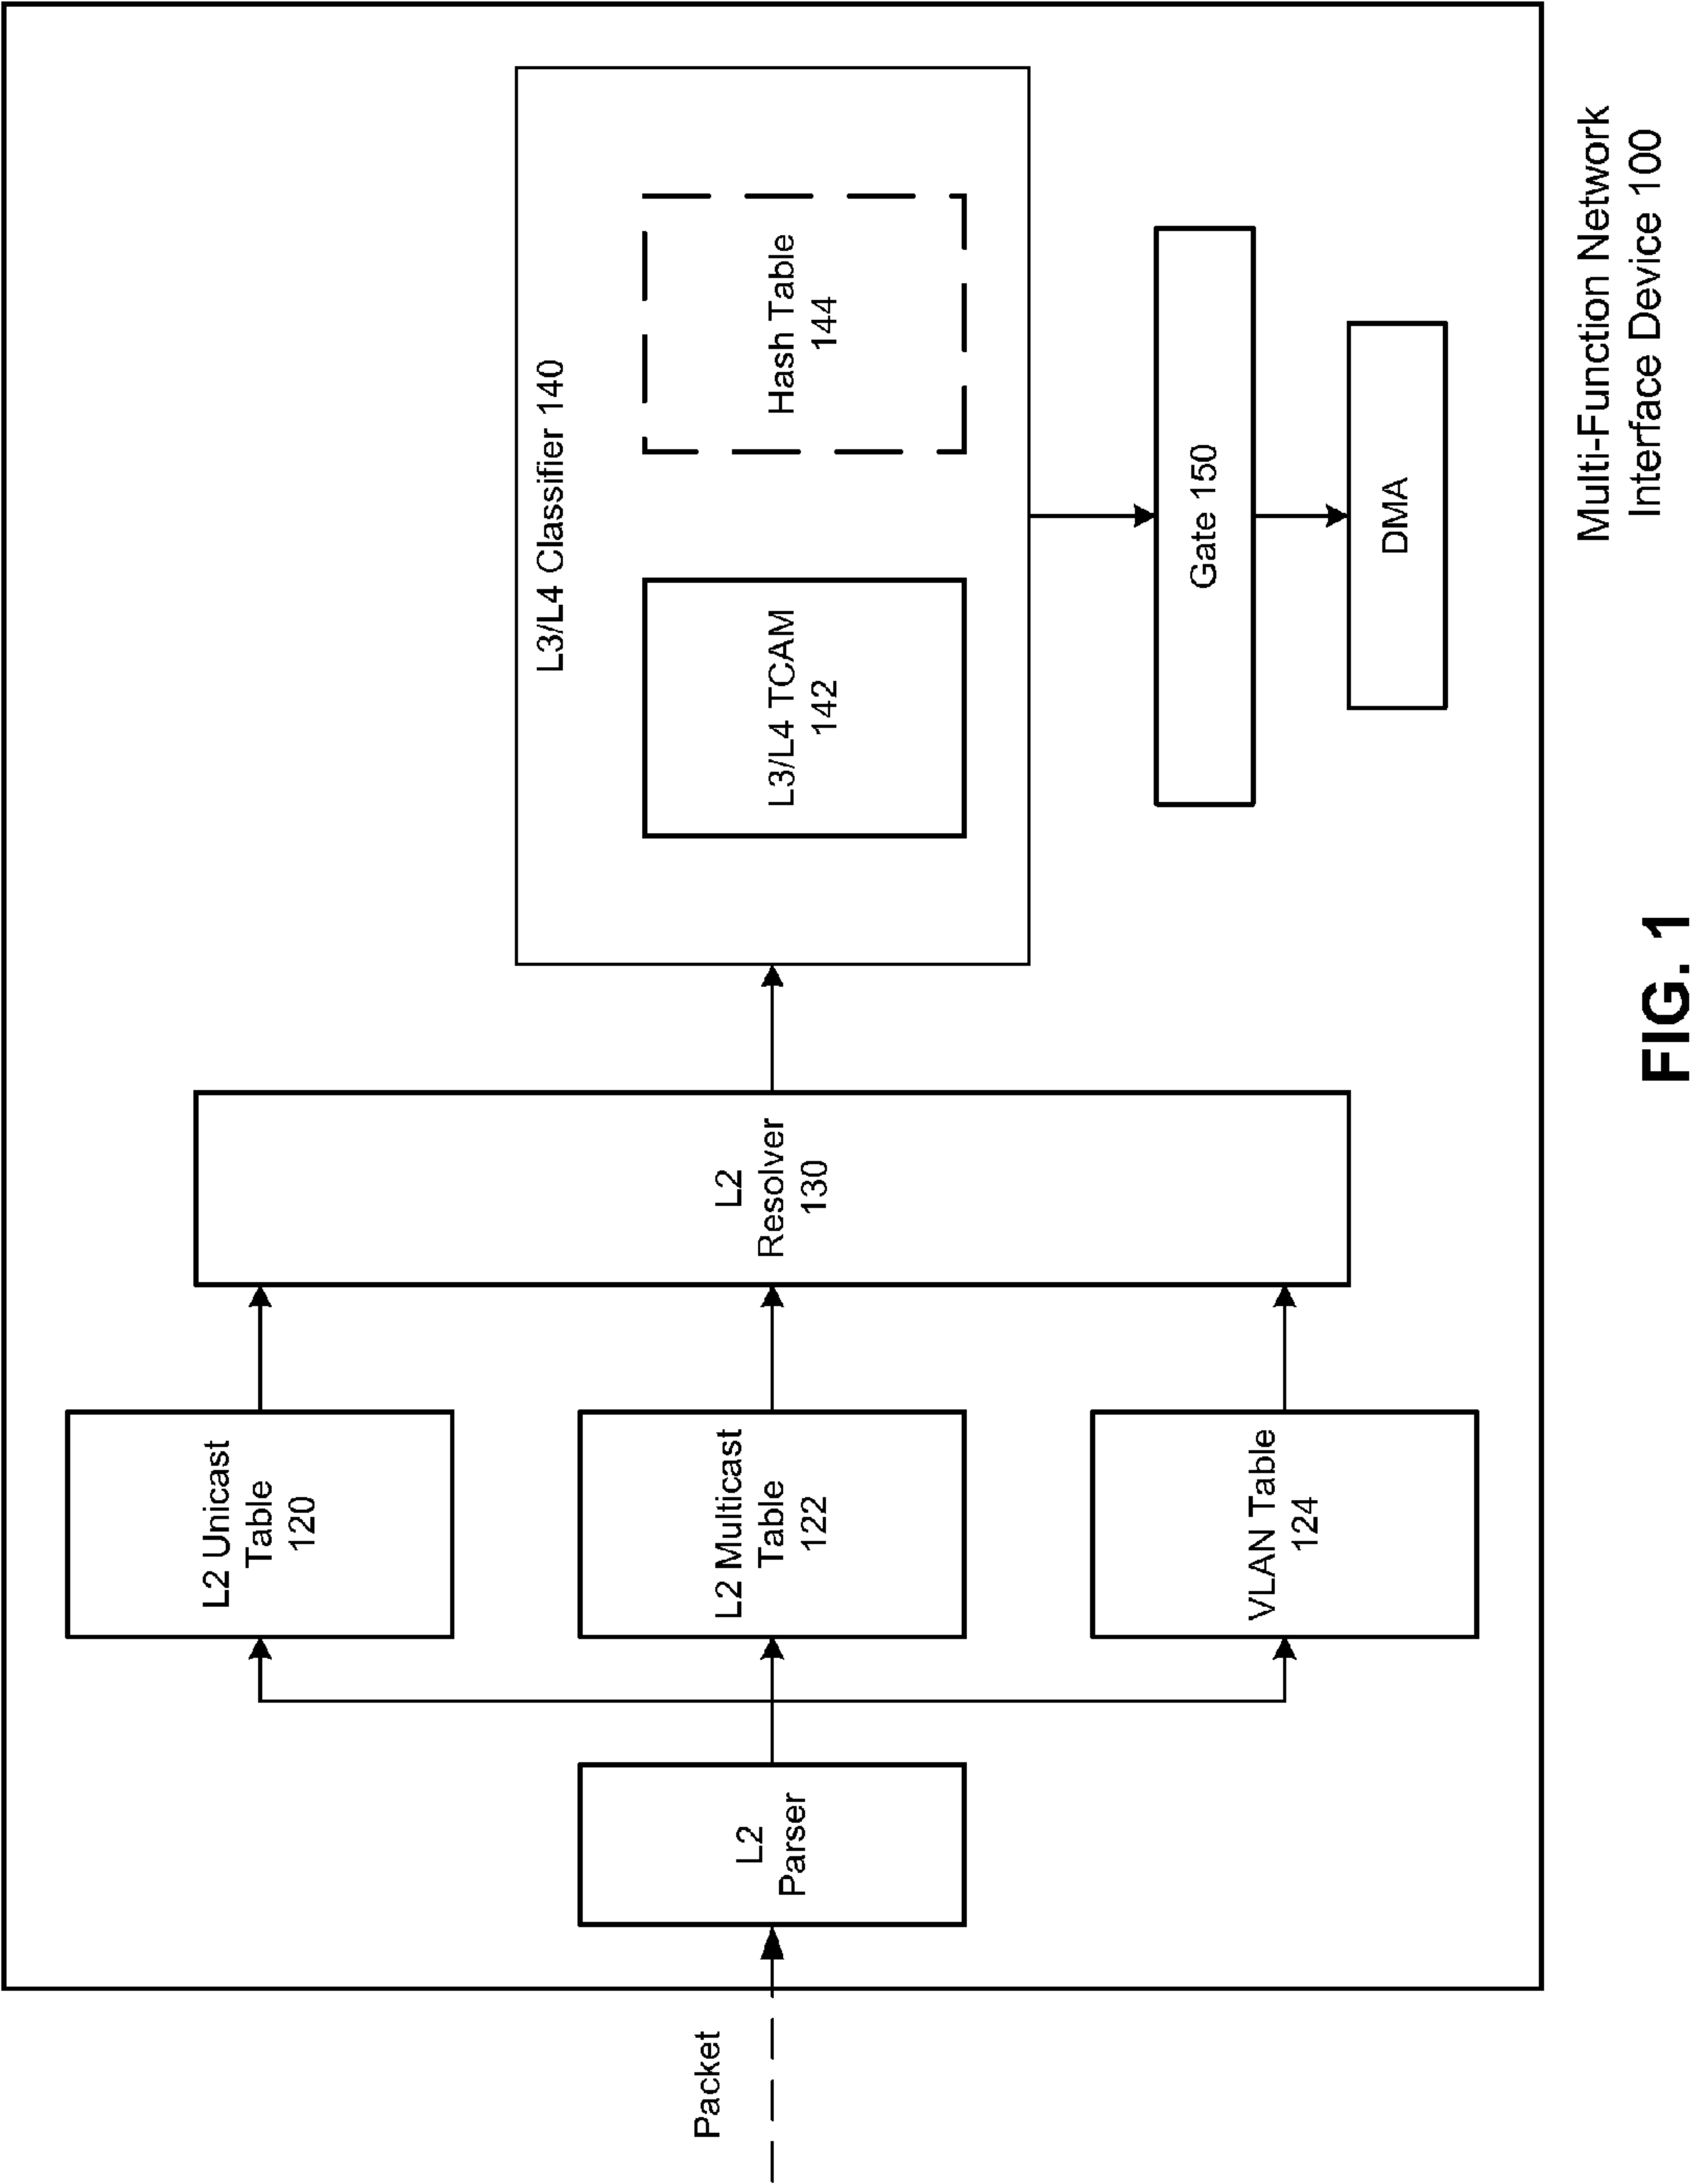 Packet
L2
Parser
L2 Unicast
Table
120
L2 Multicast
Table
122
VLAN Table
124
L2
Resolver
130
L3/L4 Classifier 140
L3/L4 TCAM
142
Hash Table
144
Gate 150
DMA
Multi-Function Network
Interface Device 100
FIG. 1